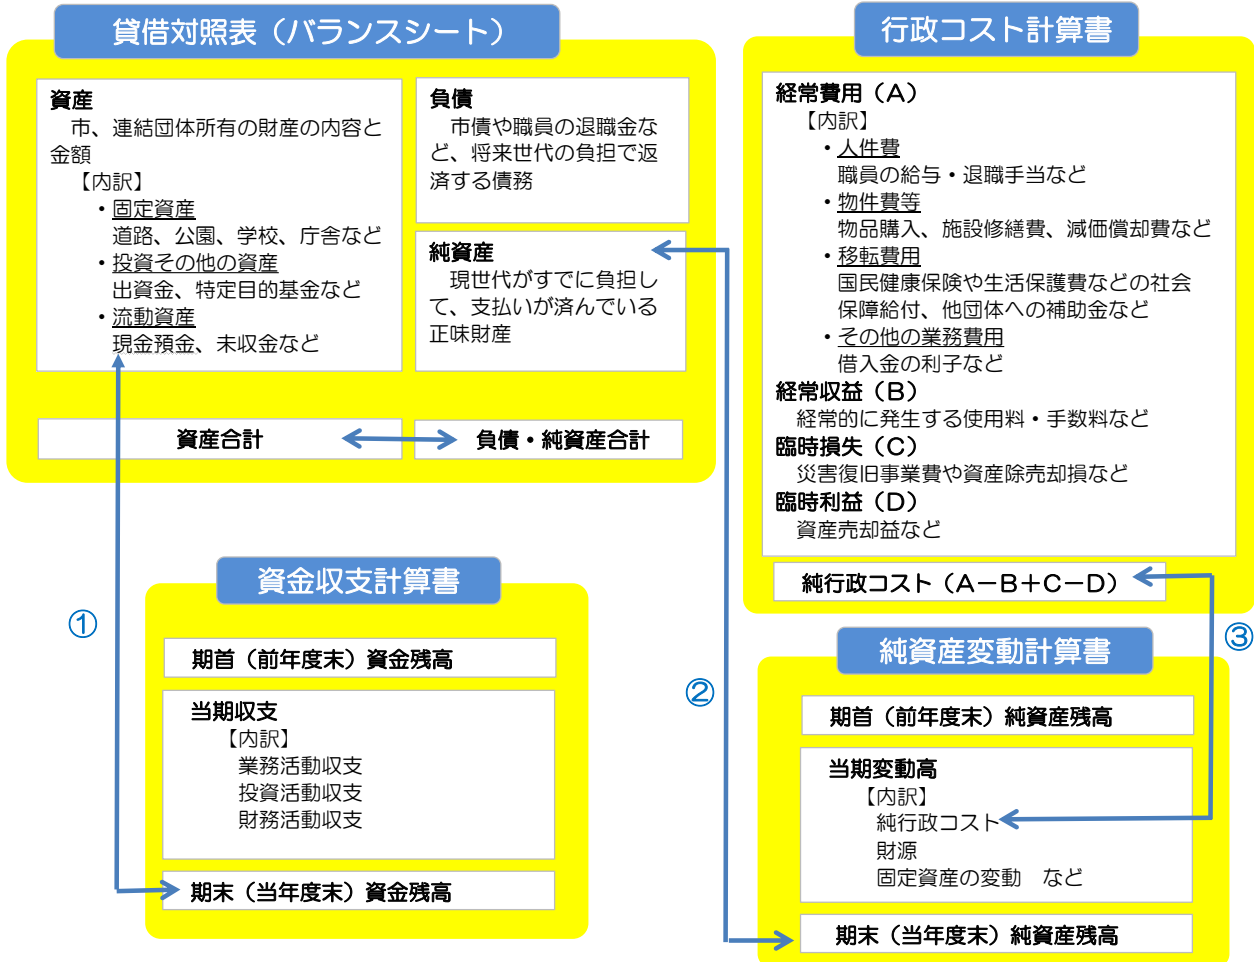 貸借対照表（バランスシート）
資産
市、連結団体所有の財産の内容と
金額
【内訳】
・固定資産
道路、公園、学校、庁舎など
・投資その他の資産
出資金、特定目的基金など
・流動資産
現金預金、未収金など
負債
市債や職員の退職金な
ど、将来世代の負担で返
済する債務
純資産
現世代がすでに負担し
て、支払いが済んでいる
正味財産
資産合計
負債・純資産合計
行政コスト計算書
経常費用（A）
【内訳】
・人件費
職員の給与・退職手当など
・物件費等
物品購入、施設修繕費、減価償却費など
・移転費用
国民健康保険や生活保護費などの社会
保障給付、他団体への補助金など
・その他の業務費用
借入金の利子など
経常収益（B）
経常的に発生する使用料・手数料など
臨時損失（C）
災害復旧事業費や資産除売却損など
臨時利益（D）
資産売却益など
純行政コスト（A－B＋C－D）
①
資金収支計算書
期首（前年度末）資金残高
当期収支
【内訳】
業務活動収支
投資活動収支
財務活動収支
期末（当年度末）資金残高
②
③
純資産変動計算書
期首（前年度末）純資産残高
当期変動高
【内訳】
純行政コスト
財源
固定資産の変動　など
期末（当年度末）純資産残高